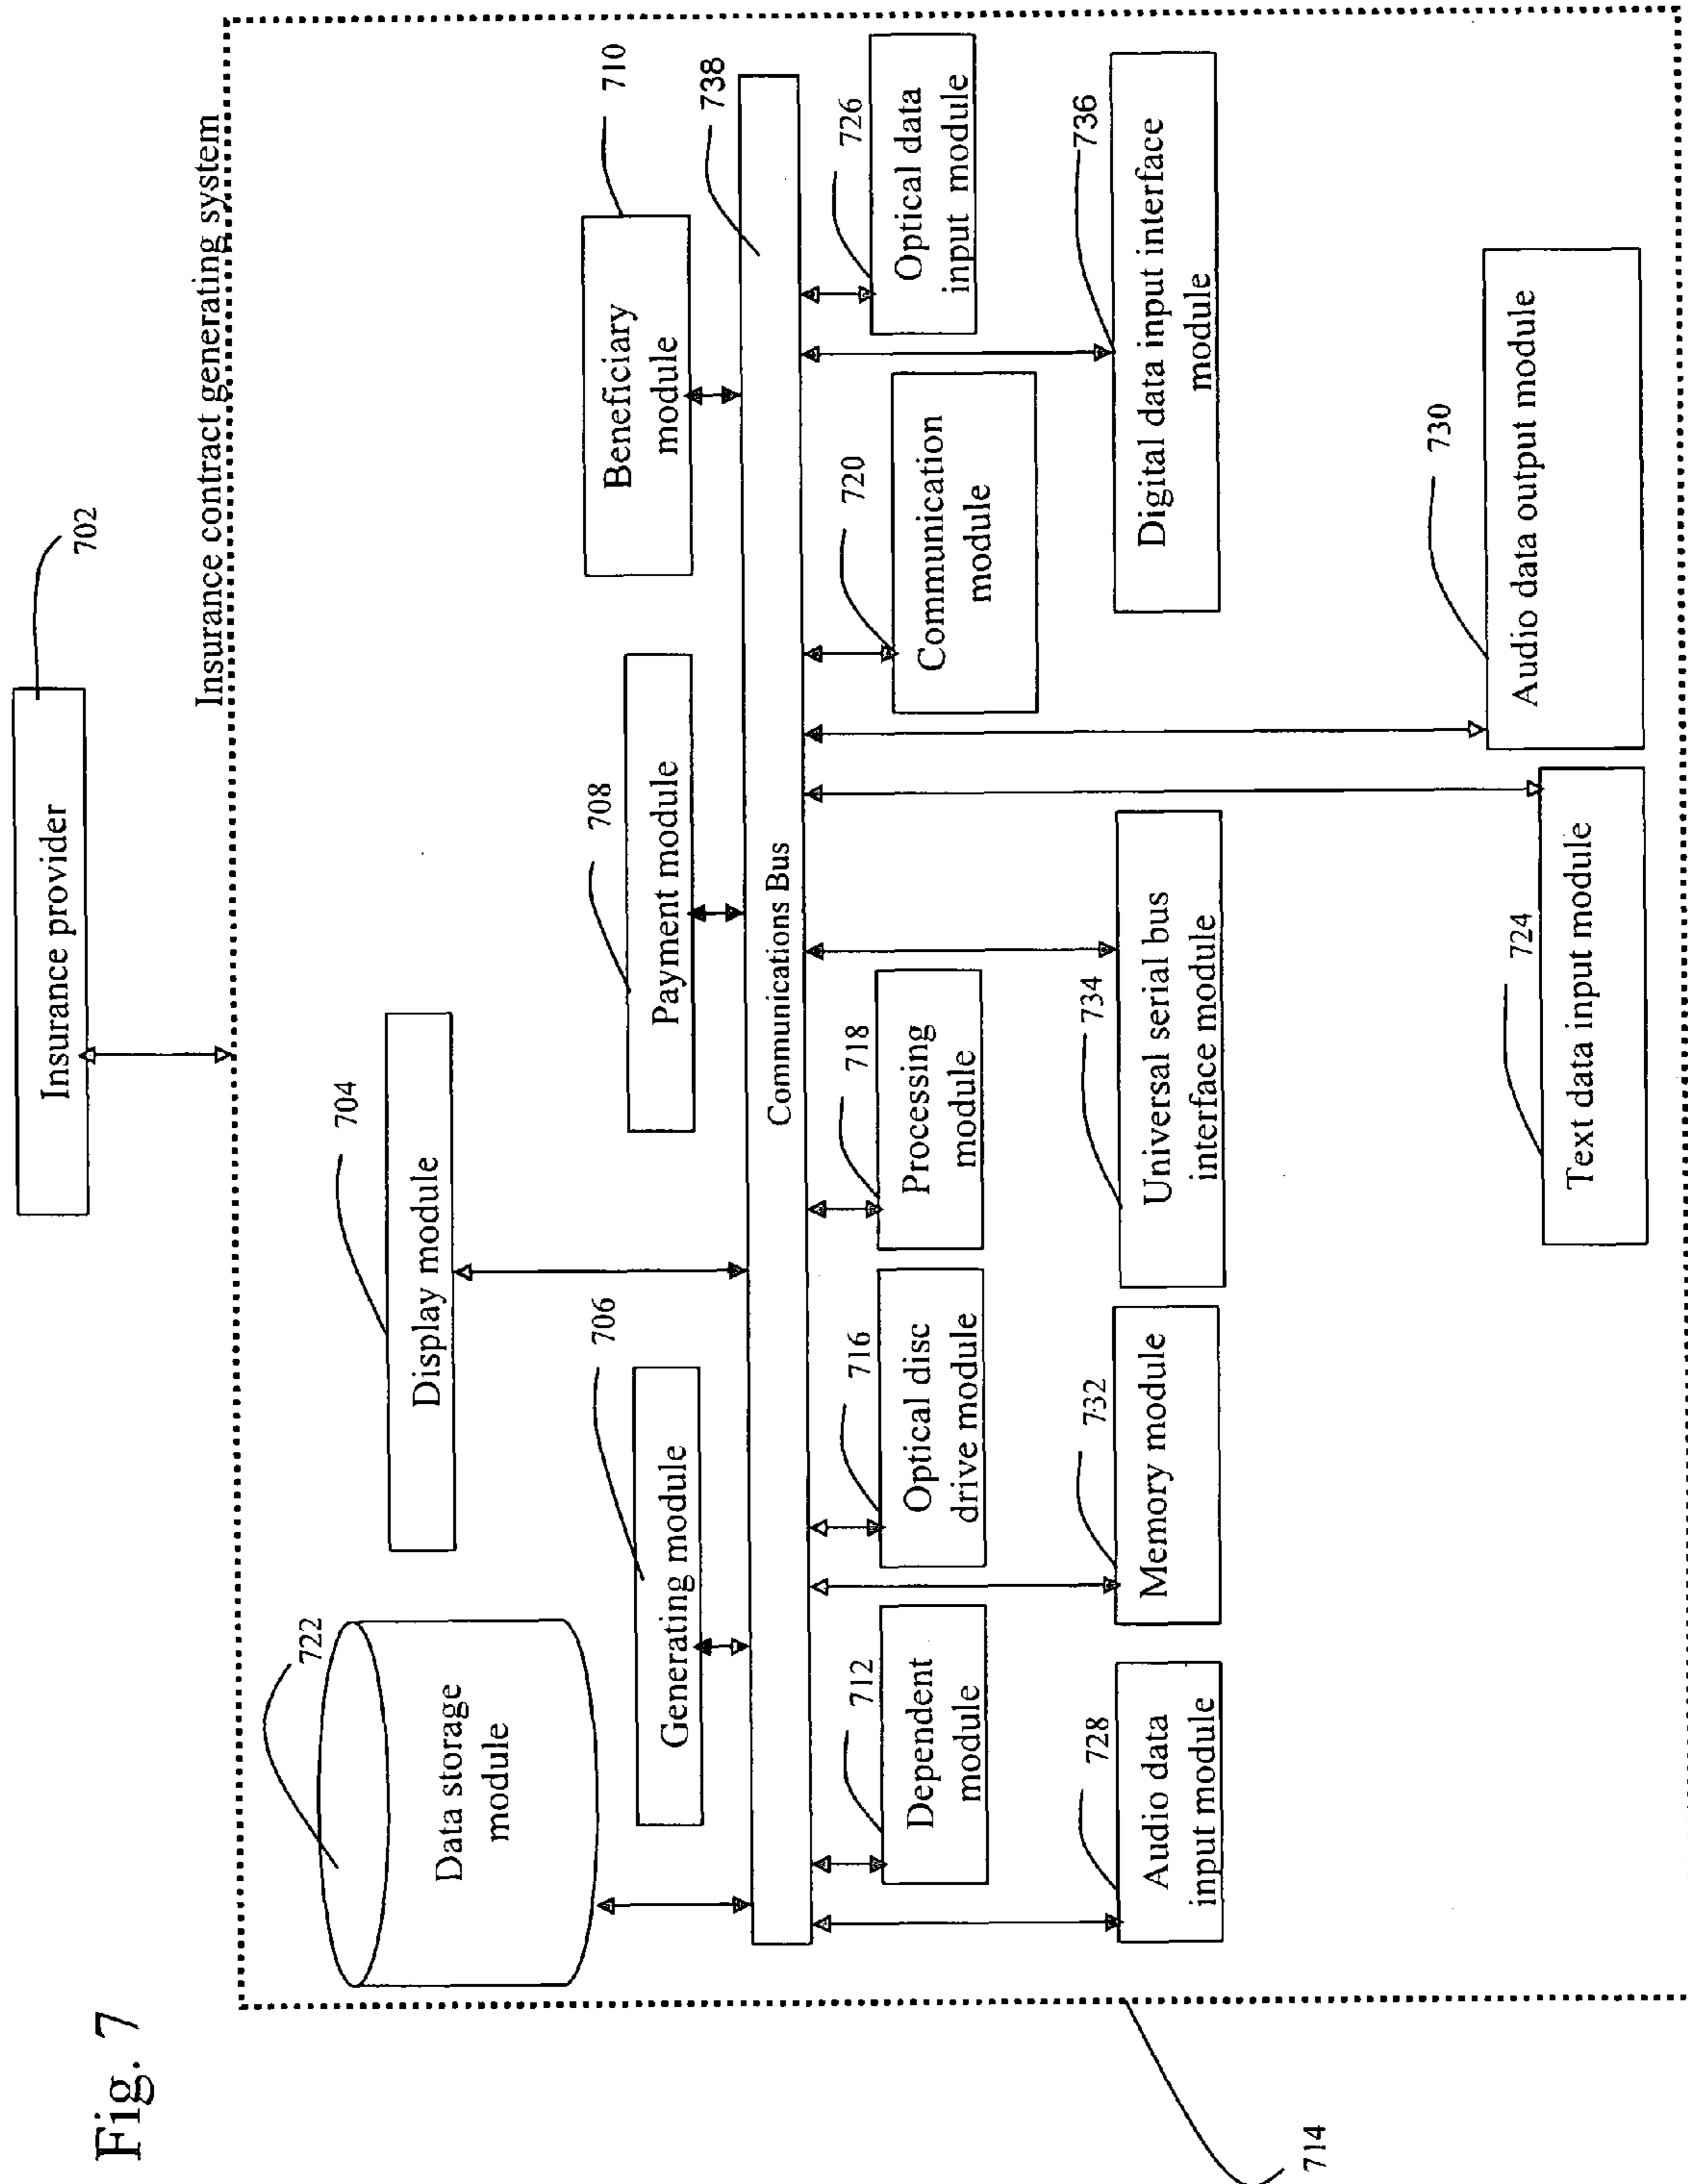 Fig. 7
Insurance provider
702
Insurance contract generating system
722
Data storage
module
704
Display module
706
Generating module
708
Payment module
710
Beneficiary
module
738
Communications Bus
712
Dependent
module
716
Optical disc
drive module
718
Processing
module
720
Communication
module
726
Optical data
input module
728
Audio data
input module
732
Memory module
734
Universal serial bus
interface module
736
Digital data input interface
module
724
Text data input module
730
Audio data output module
714